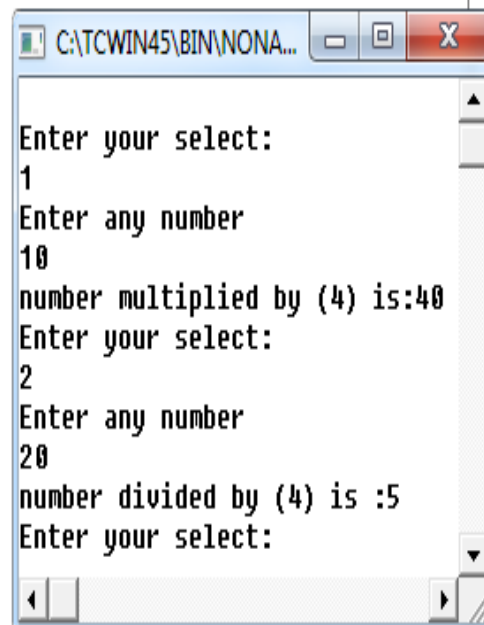 C:\TCWIN45\BIN\NONA...
Enter your select:
1
Enter any number
10
number multiplied by (4) is:40
Enter your select:
2
Enter any number
20
number divided by (4) is :5
Enter your select: